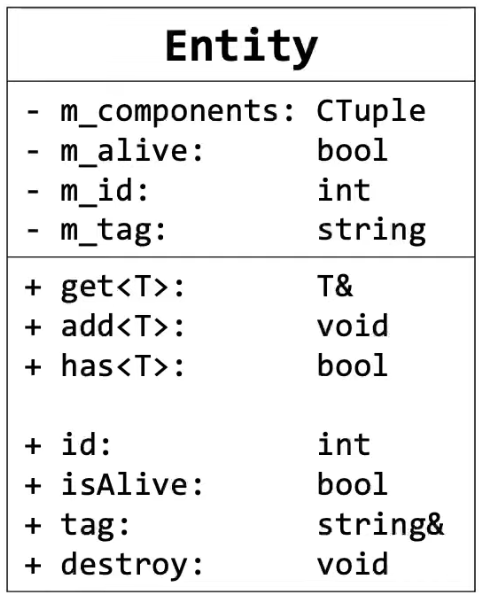 Entity
- m_components: CTuple
- m_alive: bool
- m_id: int
- m_tag: string
+ get<T>: T&
+ add<T>: void
+ has<T>: bool
+ id: int
+ isAlive: bool
+ tag: string&
+ destroy: void